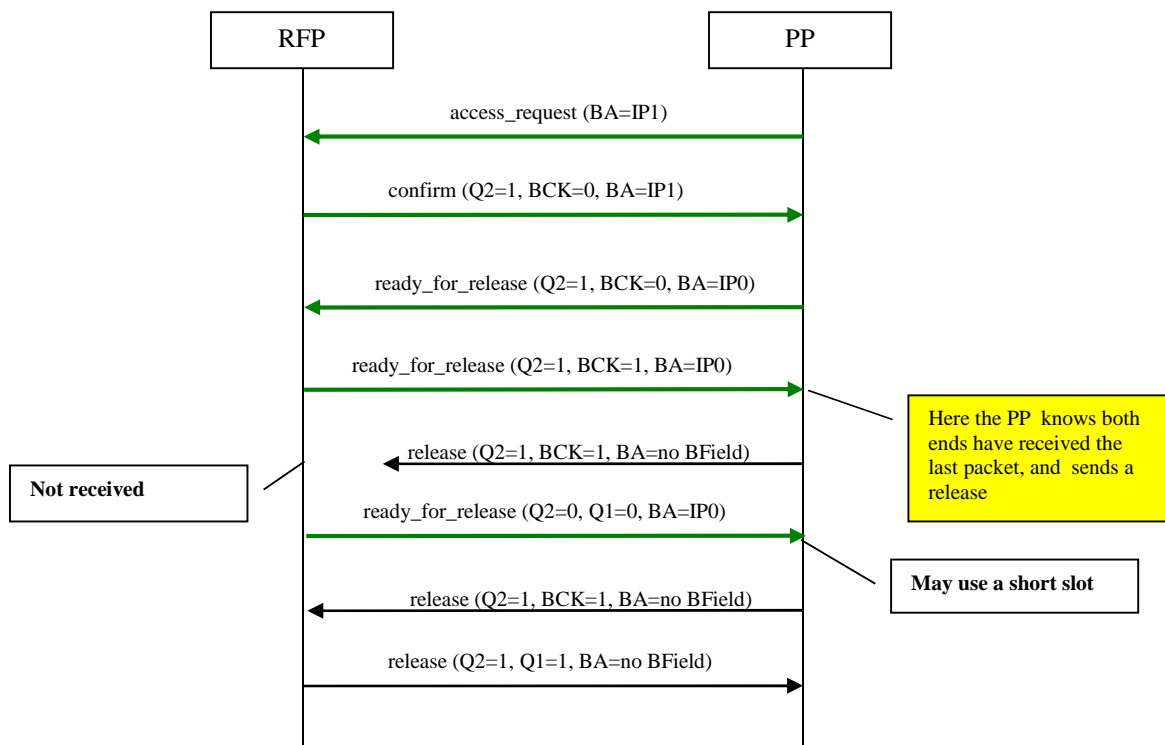 RFP
PP
access_request (BA=IP1)
confirm (Q2=1, BCK=0, BA=IP1)
ready_for_release (Q2=1, BCK=0, BA=IP0)
ready_for_release (Q2=1, BCK=1, BA=IP0)
Here the PP knows both
ends have received the
last packet, and sends a
release
release (Q2=1, BCK=1, BA=no BField)
Not received
ready_for_release (Q2=0, Q1=0, BA=IP0)
May use a short slot
release (Q2=1, BCK=1, BA=no BField)
release (Q2=1, Q1=1, BA=no BField)